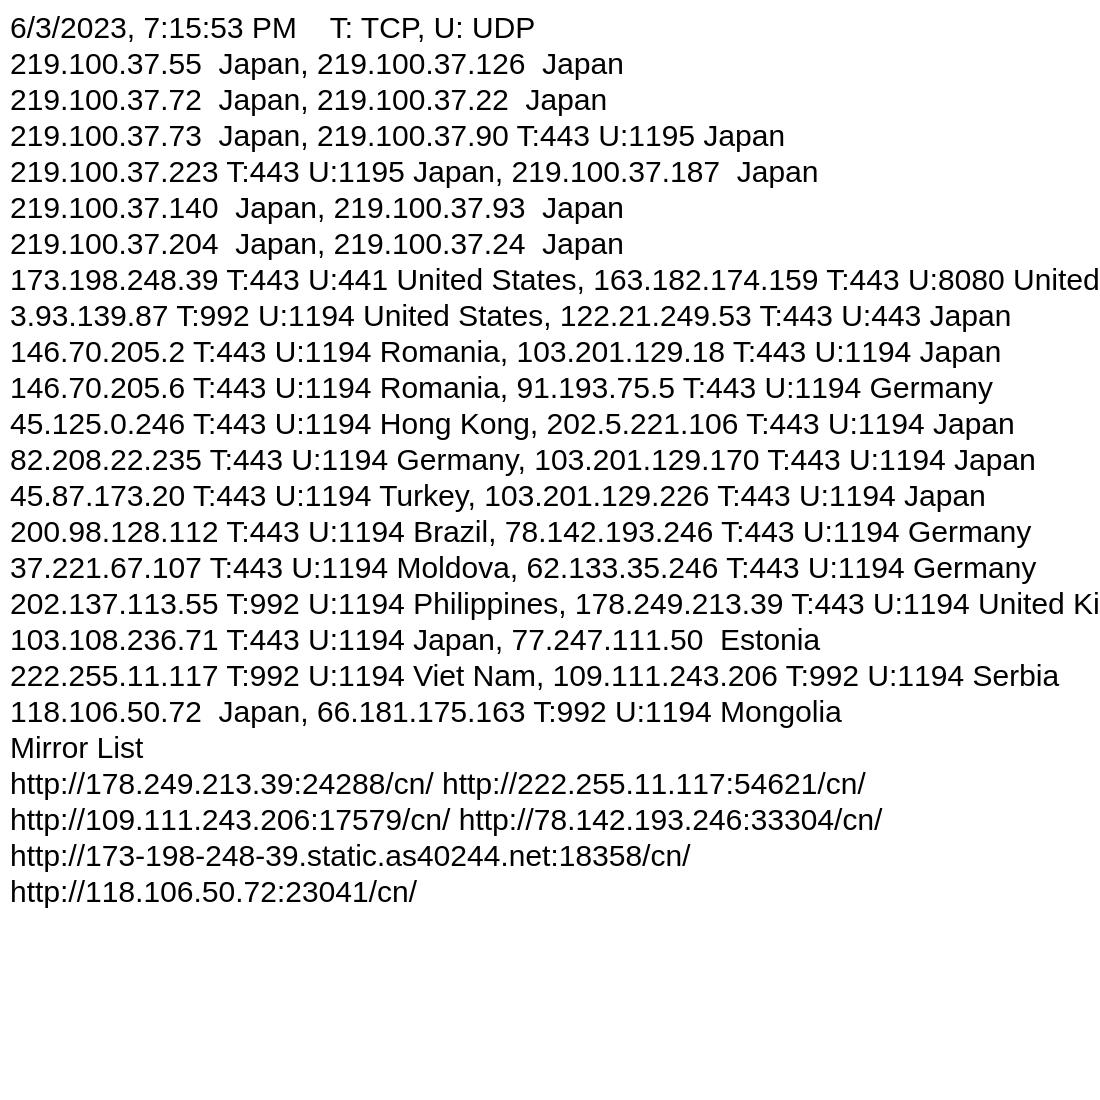 6/3/2023, 7:15:53 PM    T: TCP, U: UDP
219.100.37.55  Japan, 219.100.37.126  Japan
219.100.37.72  Japan, 219.100.37.22  Japan
219.100.37.73  Japan, 219.100.37.90 T:443 U:1195 Japan
219.100.37.223 T:443 U:1195 Japan, 219.100.37.187  Japan
219.100.37.140  Japan, 219.100.37.93  Japan
219.100.37.204  Japan, 219.100.37.24  Japan
173.198.248.39 T:443 U:441 United States, 163.182.174.159 T:443 U:8080 United
3.93.139.87 T:992 U:1194 United States, 122.21.249.53 T:443 U:443 Japan
146.70.205.2 T:443 U:1194 Romania, 103.201.129.18 T:443 U:1194 Japan
146.70.205.6 T:443 U:1194 Romania, 91.193.75.5 T:443 U:1194 Germany
45.125.0.246 T:443 U:1194 Hong Kong, 202.5.221.106 T:443 U:1194 Japan
82.208.22.235 T:443 U:1194 Germany, 103.201.129.170 T:443 U:1194 Japan
45.87.173.20 T:443 U:1194 Turkey, 103.201.129.226 T:443 U:1194 Japan
200.98.128.112 T:443 U:1194 Brazil, 78.142.193.246 T:443 U:1194 Germany
37.221.67.107 T:443 U:1194 Moldova, 62.133.35.246 T:443 U:1194 Germany
202.137.113.55 T:992 U:1194 Philippines, 178.249.213.39 T:443 U:1194 United Ki
103.108.236.71 T:443 U:1194 Japan, 77.247.111.50  Estonia
222.255.11.117 T:992 U:1194 Viet Nam, 109.111.243.206 T:992 U:1194 Serbia
118.106.50.72  Japan, 66.181.175.163 T:992 U:1194 Mongolia
Mirror List
http://178.249.213.39:24288/cn/ http://222.255.11.117:54621/cn/
http://109.111.243.206:17579/cn/ http://78.142.193.246:33304/cn/
http://173-198-248-39.static.as40244.net:18358/cn/
http://118.106.50.72:23041/cn/